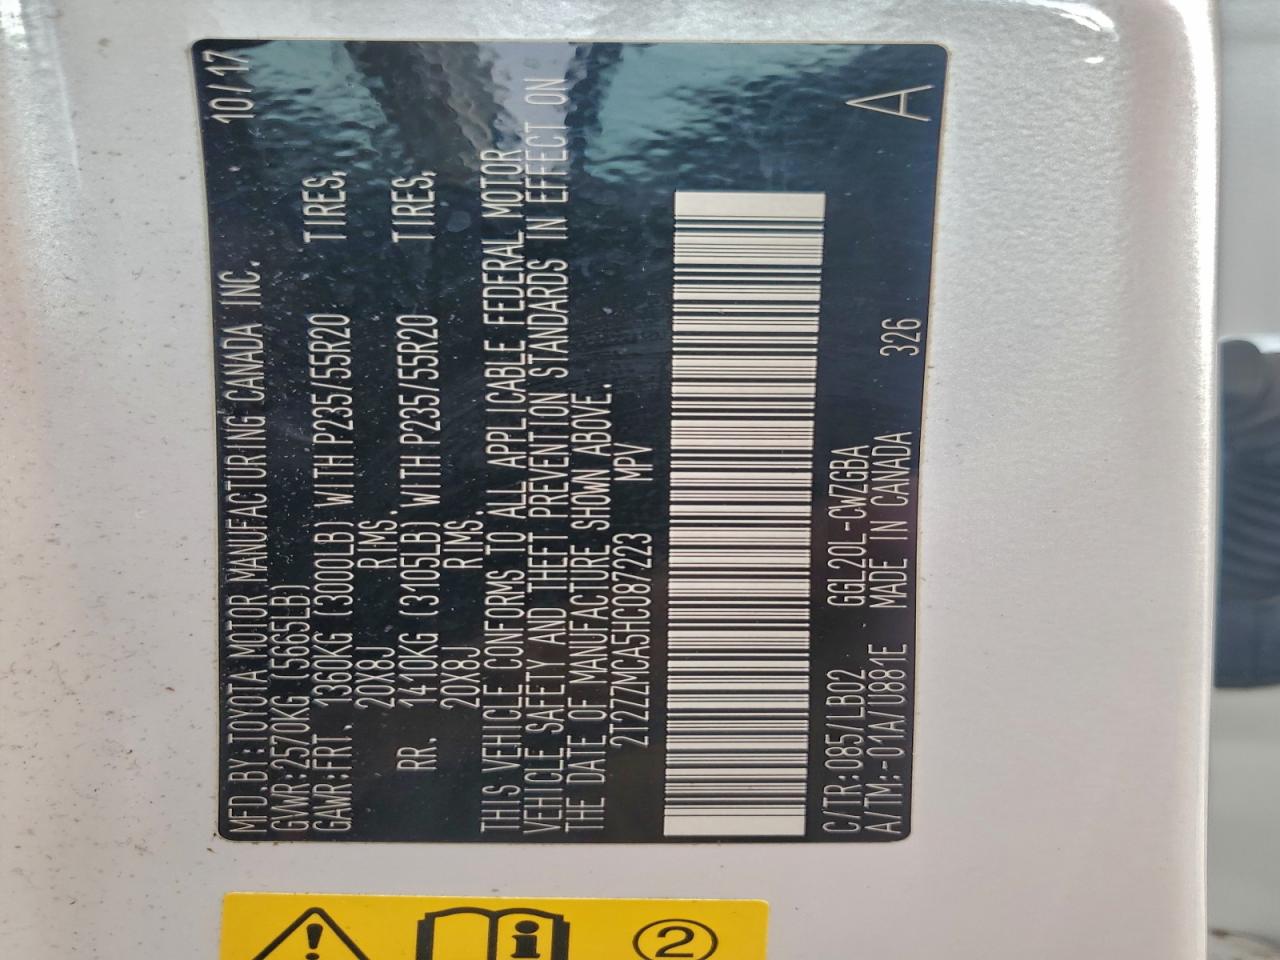 MFD.BY:TOYOTA MOTOR MANUFACTURING CANADA INC. 10/17
GVWR:2570KG (5665LB)
GAWR:FRT. 1360KG (3000LB) WITH P235/55R20 TIRES,
20X8J RIMS.
RR. 1410KG (3105LB) WITH P235/55R20 TIRES,
20X8J RIMS.
THIS VEHICLE CONFORMS TO ALL APPLICABLE FEDERAL MOTOR
VEHICLE SAFETY AND THEFT PREVENTION STANDARDS IN EFFECT ON
THE DATE OF MANUFACTURE SHOWN ABOVE.
2T2ZZMCA5HC087223 MPV
C/TR:085/LB02 GGL20L-CWZGBA
A/TM:-01A/U881E MADE IN CANADA 326 A
! i 2